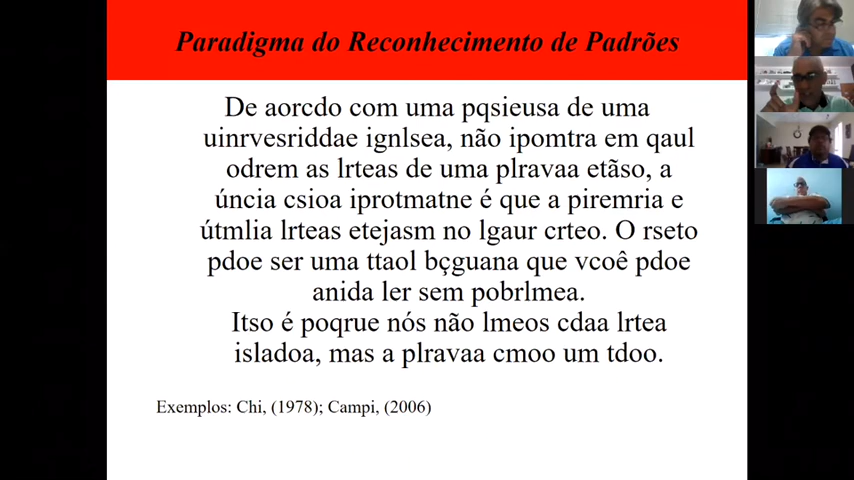 Paradigma do Reconhecimento de Padrões
De aorcdo com uma pqsieusa de uma
uinrvesriddae ignlsea, não ipomtra em qaul
odrem as lrteas de uma plravaa etãso, a
úncia csioa iprotmatne é que a piremria e
útmlia lrteas etejasm no lgaur crteo. O rseto
pdoe ser uma ttaol bçguana que vcoê pdoe
anida ler sem pobrlmea.
Itso é poqrue nós não lmeos cdaa lrtea
isladoa, mas a plravaa cmoo um tdoo.
Exemplos: Chi, (1978); Campi, (2006)